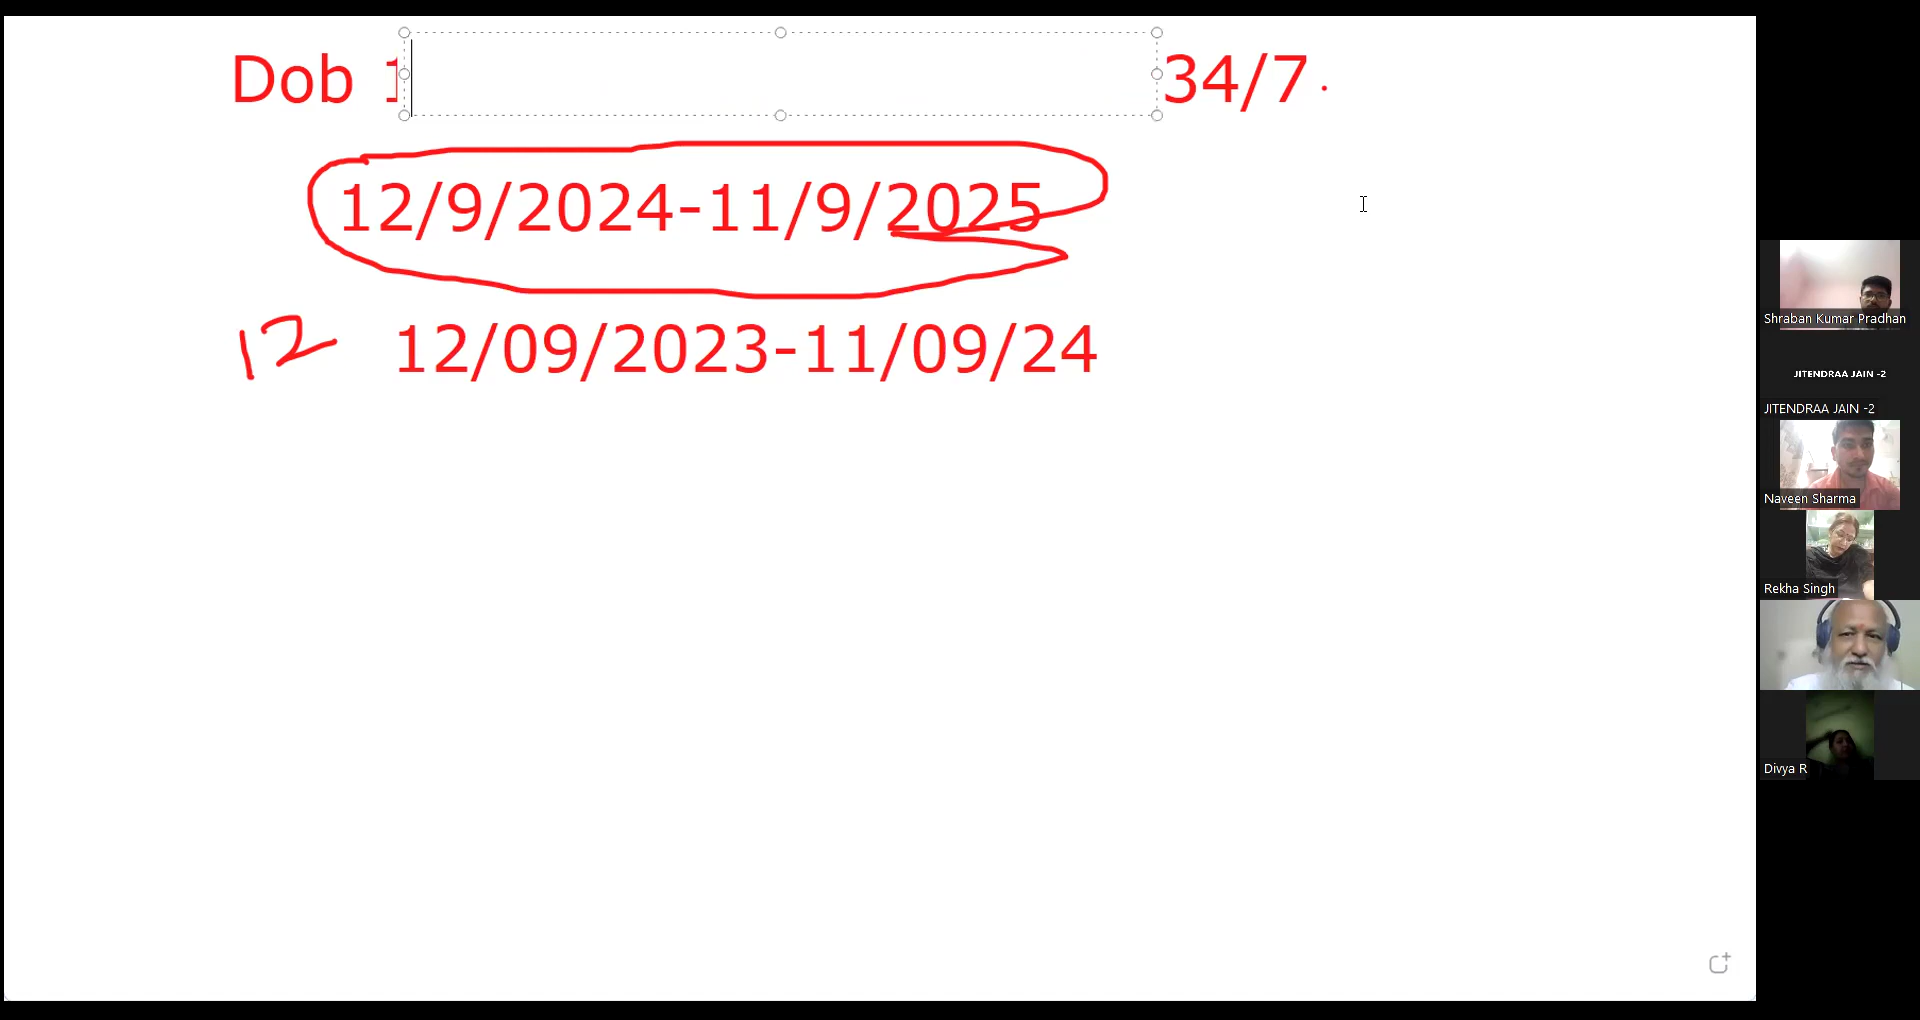 Dob 1 34/7 .
12/9/2024-11/9/2025
12 12/09/2023-11/09/24
Shraban Kumar Pradhan
JITENDRAA JAIN -2
JITENDRAA JAIN -2
Naveen Sharma
Rekha Singh
Divya R